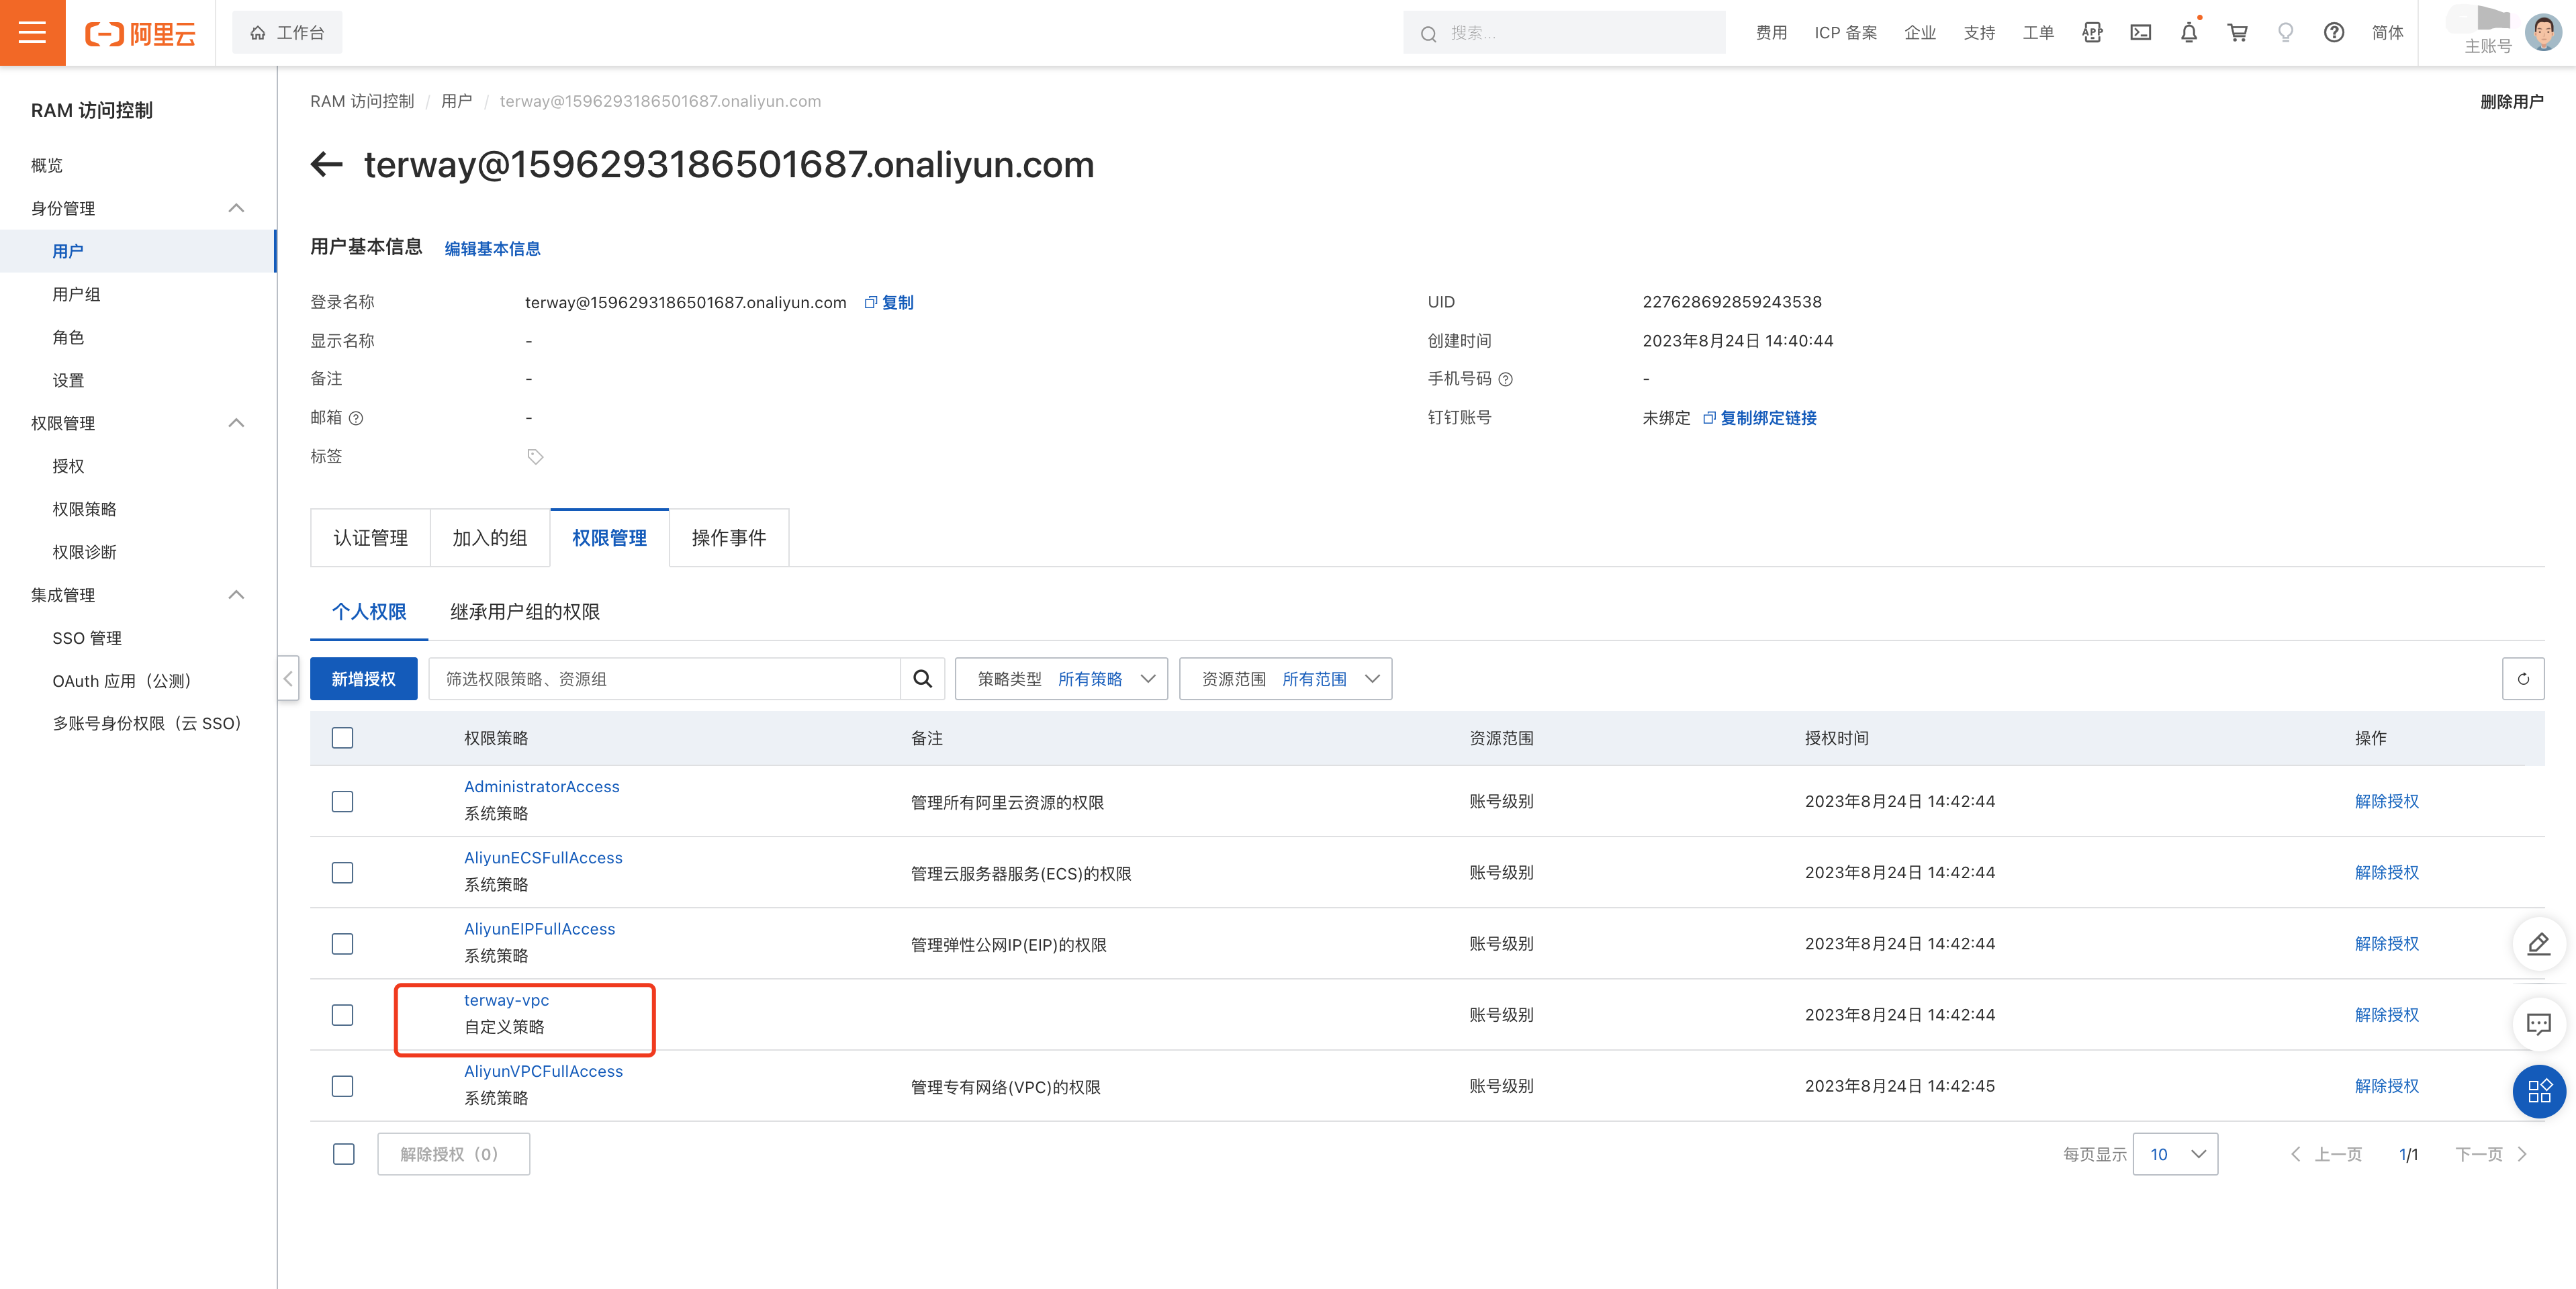 阿里云
工作台
搜索...
费用
ICP 备案
企业
支持
工单
APP
简体
主账号
RAM 访问控制
概览
身份管理
用户
用户组
角色
设置
权限管理
授权
权限策略
权限诊断
集成管理
SSO 管理
OAuth 应用（公测）
多账号身份权限（云 SSO）
RAM 访问控制 / 用户 / terway@1596293186501687.onaliyun.com
删除用户
terway@1596293186501687.onaliyun.com
用户基本信息 编辑基本信息
登录名称 terway@1596293186501687.onaliyun.com 复制
UID 227628692859243538
显示名称 -
创建时间 2023年8月24日 14:40:44
备注 -
手机号码 -
邮箱 -
钉钉账号 未绑定 复制绑定链接
标签
认证管理 加入的组 权限管理 操作事件
个人权限 继承用户组的权限
新增授权 筛选权限策略、资源组 策略类型 所有策略 资源范围 所有范围
权限策略 备注 资源范围 授权时间 操作
AdministratorAccess
系统策略
管理所有阿里云资源的权限 账号级别 2023年8月24日 14:42:44 解除授权
AliyunECSFullAccess
系统策略
管理云服务器服务(ECS)的权限 账号级别 2023年8月24日 14:42:44 解除授权
AliyunEIPFullAccess
系统策略
管理弹性公网IP(EIP)的权限 账号级别 2023年8月24日 14:42:44 解除授权
terway-vpc
自定义策略
账号级别 2023年8月24日 14:42:44 解除授权
AliyunVPCFullAccess
系统策略
管理专有网络(VPC)的权限 账号级别 2023年8月24日 14:42:45 解除授权
解除授权（0） 每页显示 10 上一页 1/1 下一页